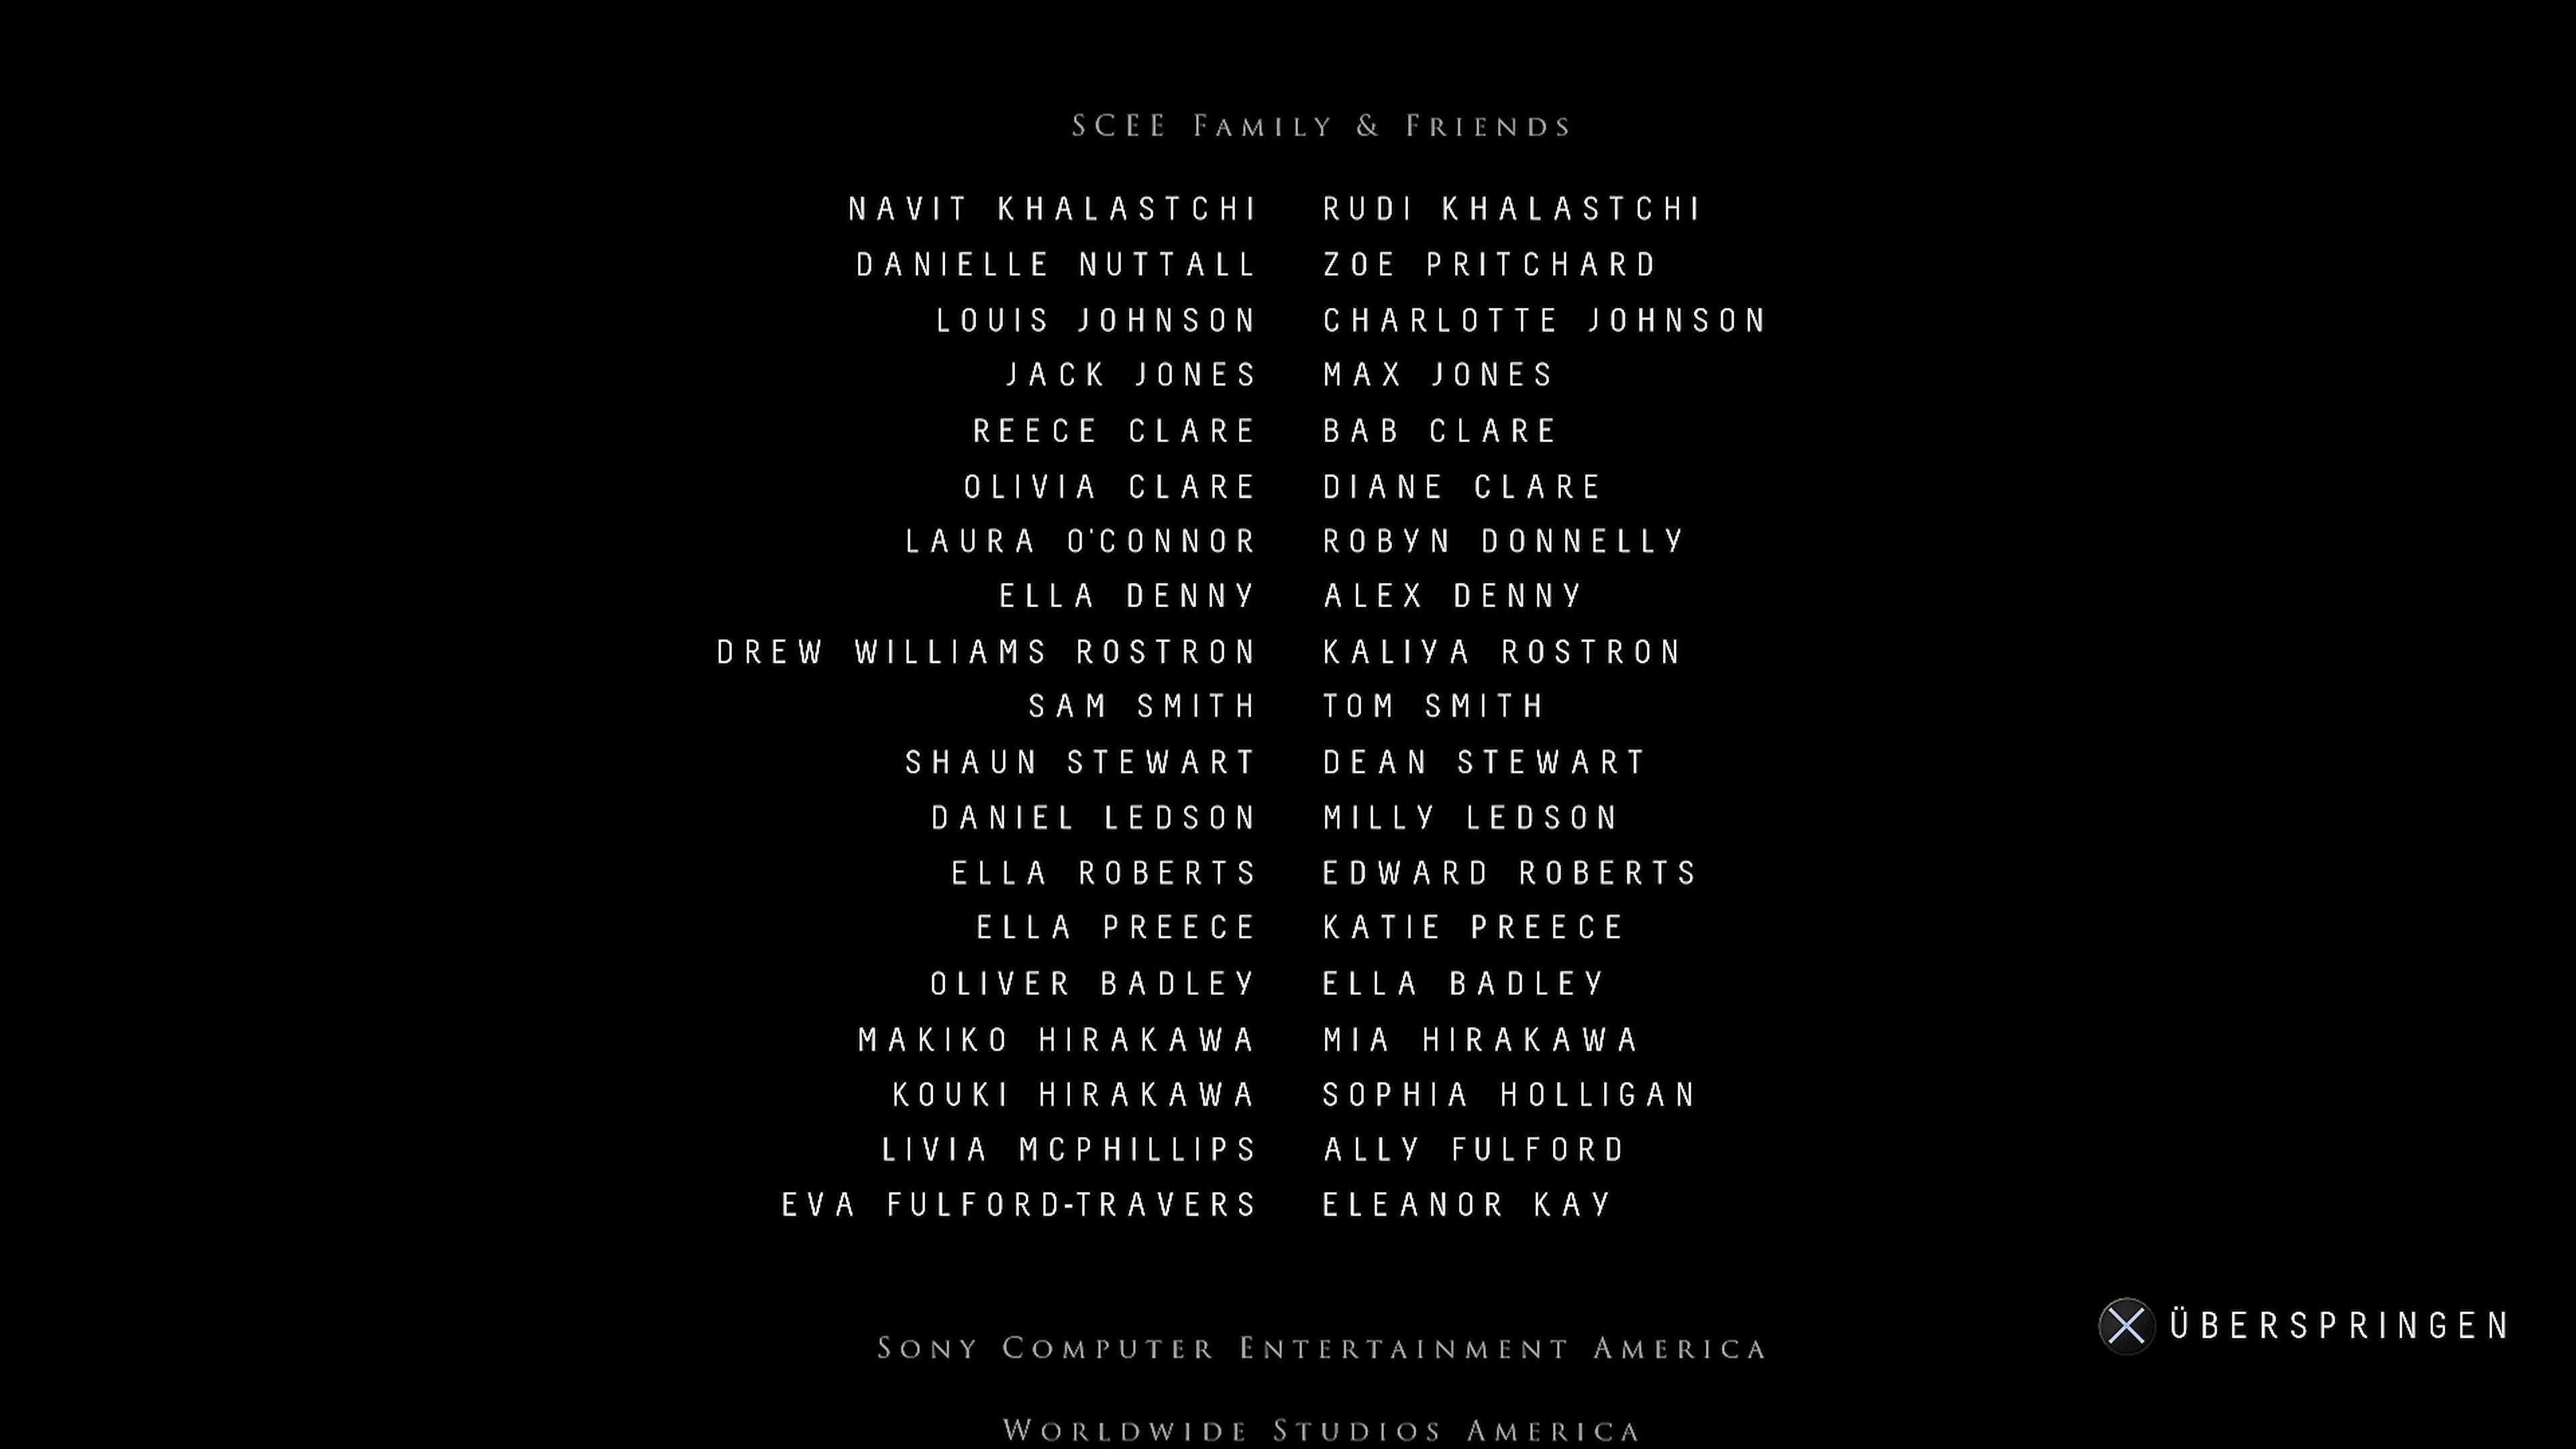 SCEE Family & Friends
NAVIT KHALASTCHI RUDI KHALASTCHI
DANIELLE NUTTALL ZOE PRITCHARD
LOUIS JOHNSON CHARLOTTE JOHNSON
JACK JONES MAX JONES
REECE CLARE BAB CLARE
OLIVIA CLARE DIANE CLARE
LAURA O'CONNOR ROBYN DONNELLY
ELLA DENNY ALEX DENNY
DREW WILLIAMS ROSTRON KALIYA ROSTRON
SAM SMITH TOM SMITH
SHAUN STEWART DEAN STEWART
DANIEL LEDSON MILLY LEDSON
ELLA ROBERTS EDWARD ROBERTS
ELLA PREECE KATIE PREECE
OLIVER BADLEY ELLA BADLEY
MAKIKO HIRAKAWA MIA HIRAKAWA
KOUKI HIRAKAWA SOPHIA HOLLIGAN
LIVIA MCPHILLIPS ALLY FULFORD
EVA FULFORD-TRAVERS ELEANOR KAY
ÜBERSPRINGEN
Sony Computer Entertainment America
Worldwide Studios America